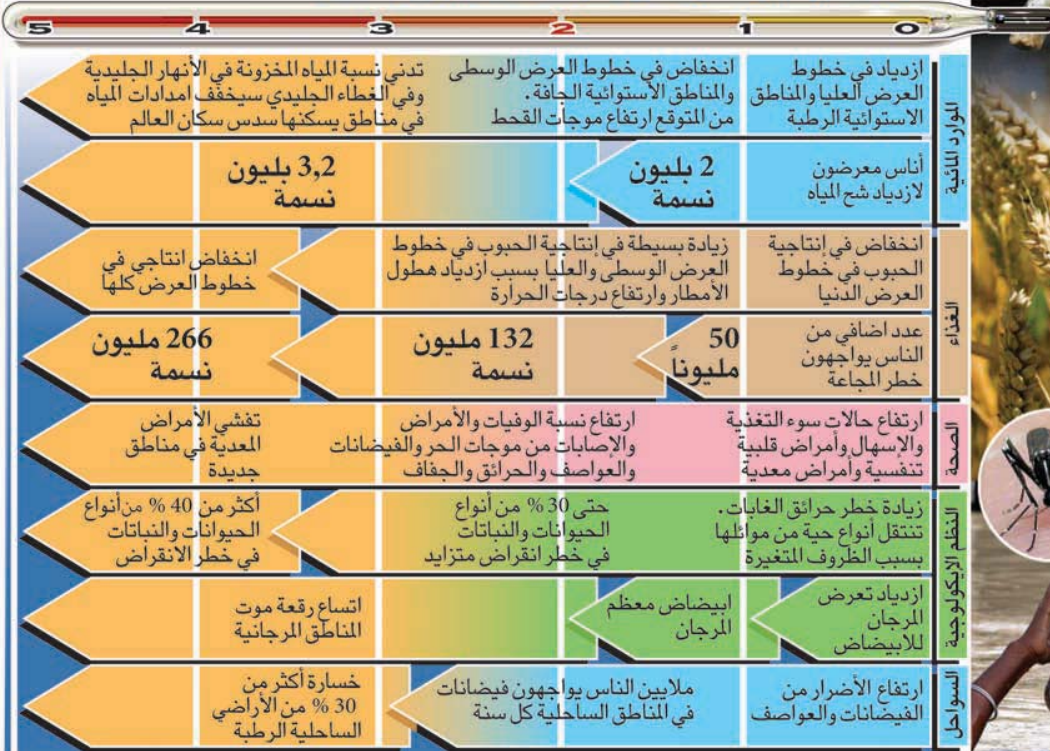 5 4 3 2 1 0
الموارد المائية
ازدياد في خطوط
العرض العليا والمناطق
الاستوائية الرطبة
انخفاض في خطوط العرض الوسطى
والمناطق الاستوائية الجافة.
من المتوقع ارتفاع موجات القحط
تدني نسبة المياه المخزونة في الأنهار الجليدية
وفي الغطاء الجليدي سيخفف امدادات المياه
في مناطق يسكنها سدس سكان العالم
أناس معرضون
لازدياد شح المياه
2 بليون
نسمة
3,2 بليون
نسمة
الغذاء
انخفاض في إنتاجية
الحبوب في خطوط
العرض الدنيا
زيادة بسيطة في إنتاجية الحبوب في خطوط
العرض الوسطى والعليا بسبب ازدياد هطول
الأمطار وارتفاع درجات الحرارة
انخفاض انتاجي في
خطوط العرض كلها
عدد اضافي من
الناس يواجهون
خطر المجاعة
50
مليوناً
132 مليون
نسمة
266 مليون
نسمة
الصحة
ارتفاع حالات سوء التغذية
والإسهال وأمراض قلبية
تنفسية وأمراض معدية
ارتفاع نسبة الوفيات والأمراض
والإصابات من موجات الحر والفيضانات
والعواصف والحرائق والجفاف
تفشي الأمراض
المعدية في مناطق
جديدة
النظم الإيكولوجية
زيادة خطر حرائق الغابات.
تنتقل أنواع حية من موائلها
بسبب الظروف المتغيرة
حتى 30 % من أنواع
الحيوانات والنباتات
في خطر انقراض متزايد
أكثر من 40 % من أنواع
الحيوانات والنباتات
في خطر الانقراض
ازدياد تعرض
المرجان
للابيضاض
ابيضاض معظم
المرجان
اتساع رقعة موت
المناطق المرجانية
السواحل
ارتفاع الأضرار من
الفيضانات والعواصف
ملايين الناس يواجهون فيضانات
في المناطق الساحلية كل سنة
خسارة أكثر من
30 % من الأراضي
الساحلية الرطبة